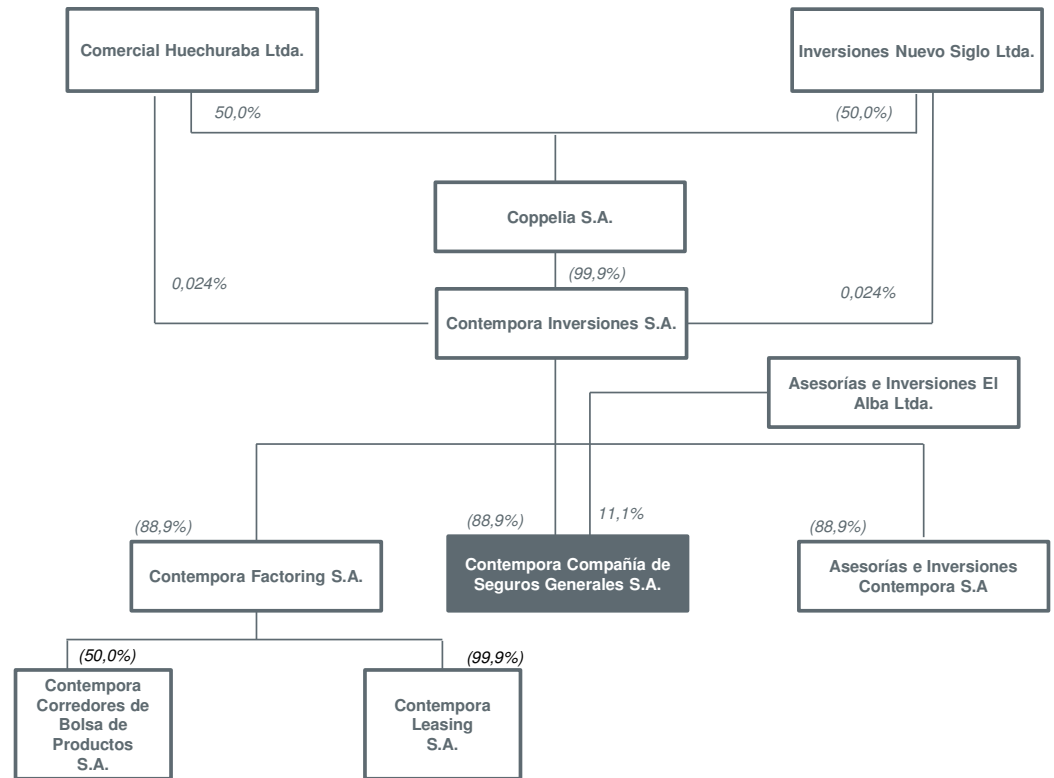 Comercial Huechuraba Ltda.
Inversiones Nuevo Siglo Ltda.
50,0%
(50,0%)
Coppelia S.A.
(99,9%)
0,024%
0,024%
Contempora Inversiones S.A.
Asesorías e Inversiones El
Alba Ltda.
(88,9%)
(88,9%)
11,1%
(88,9%)
Contempora Factoring S.A.
Contempora Compañía de
Seguros Generales S.A.
Asesorías e Inversiones
Contempora S.A
(50,0%)
(99,9%)
Contempora
Corredores de
Bolsa de
Productos
S.A.
Contempora
Leasing
S.A.